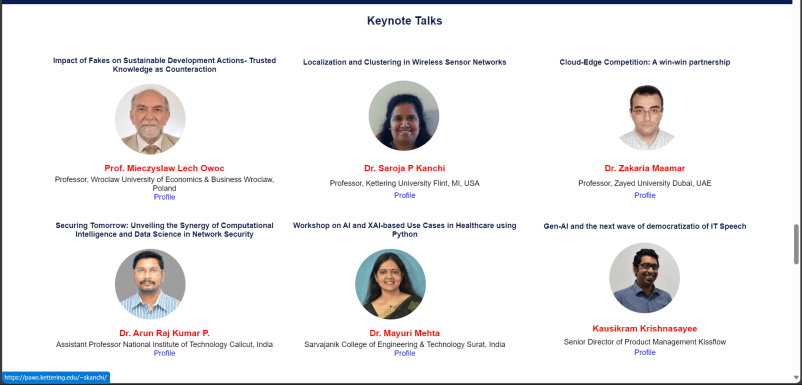 Keynote Talks
Impact of Fakes on Sustainable Development Actions- Trusted
Knowledge as Counteraction
Prof. Mieczyslaw Lech Owoc
Professor, Wroclaw University of Economics & Business Wroclaw,
Poland
Profile
Localization and Clustering in Wireless Sensor Networks
Dr. Saroja P Kanchi
Professor, Kettering University Flint, MI, USA
Profile
Cloud-Edge Competition: A win-win partnership
Dr. Zakaria Maamar
Professor, Zayed University Dubai, UAE
Profile
Securing Tomorrow: Unveiling the Synergy of Computational
Intelligence and Data Science in Network Security
Dr. Arun Raj Kumar P.
Assistant Professor National Institute of Technology Calicut, India
Profile
Workshop on AI and XAI-based Use Cases in Healthcare using
Python
Dr. Mayuri Mehta
Sarvajanik College of Engineering & Technology Surat, India
Profile
Gen-AI and the next wave of democratizatio of IT Speech
Kausikram Krishnasayee
Senior Director of Product Management Kissflow
Profile
https://paws.kettering.edu/~skanchi/